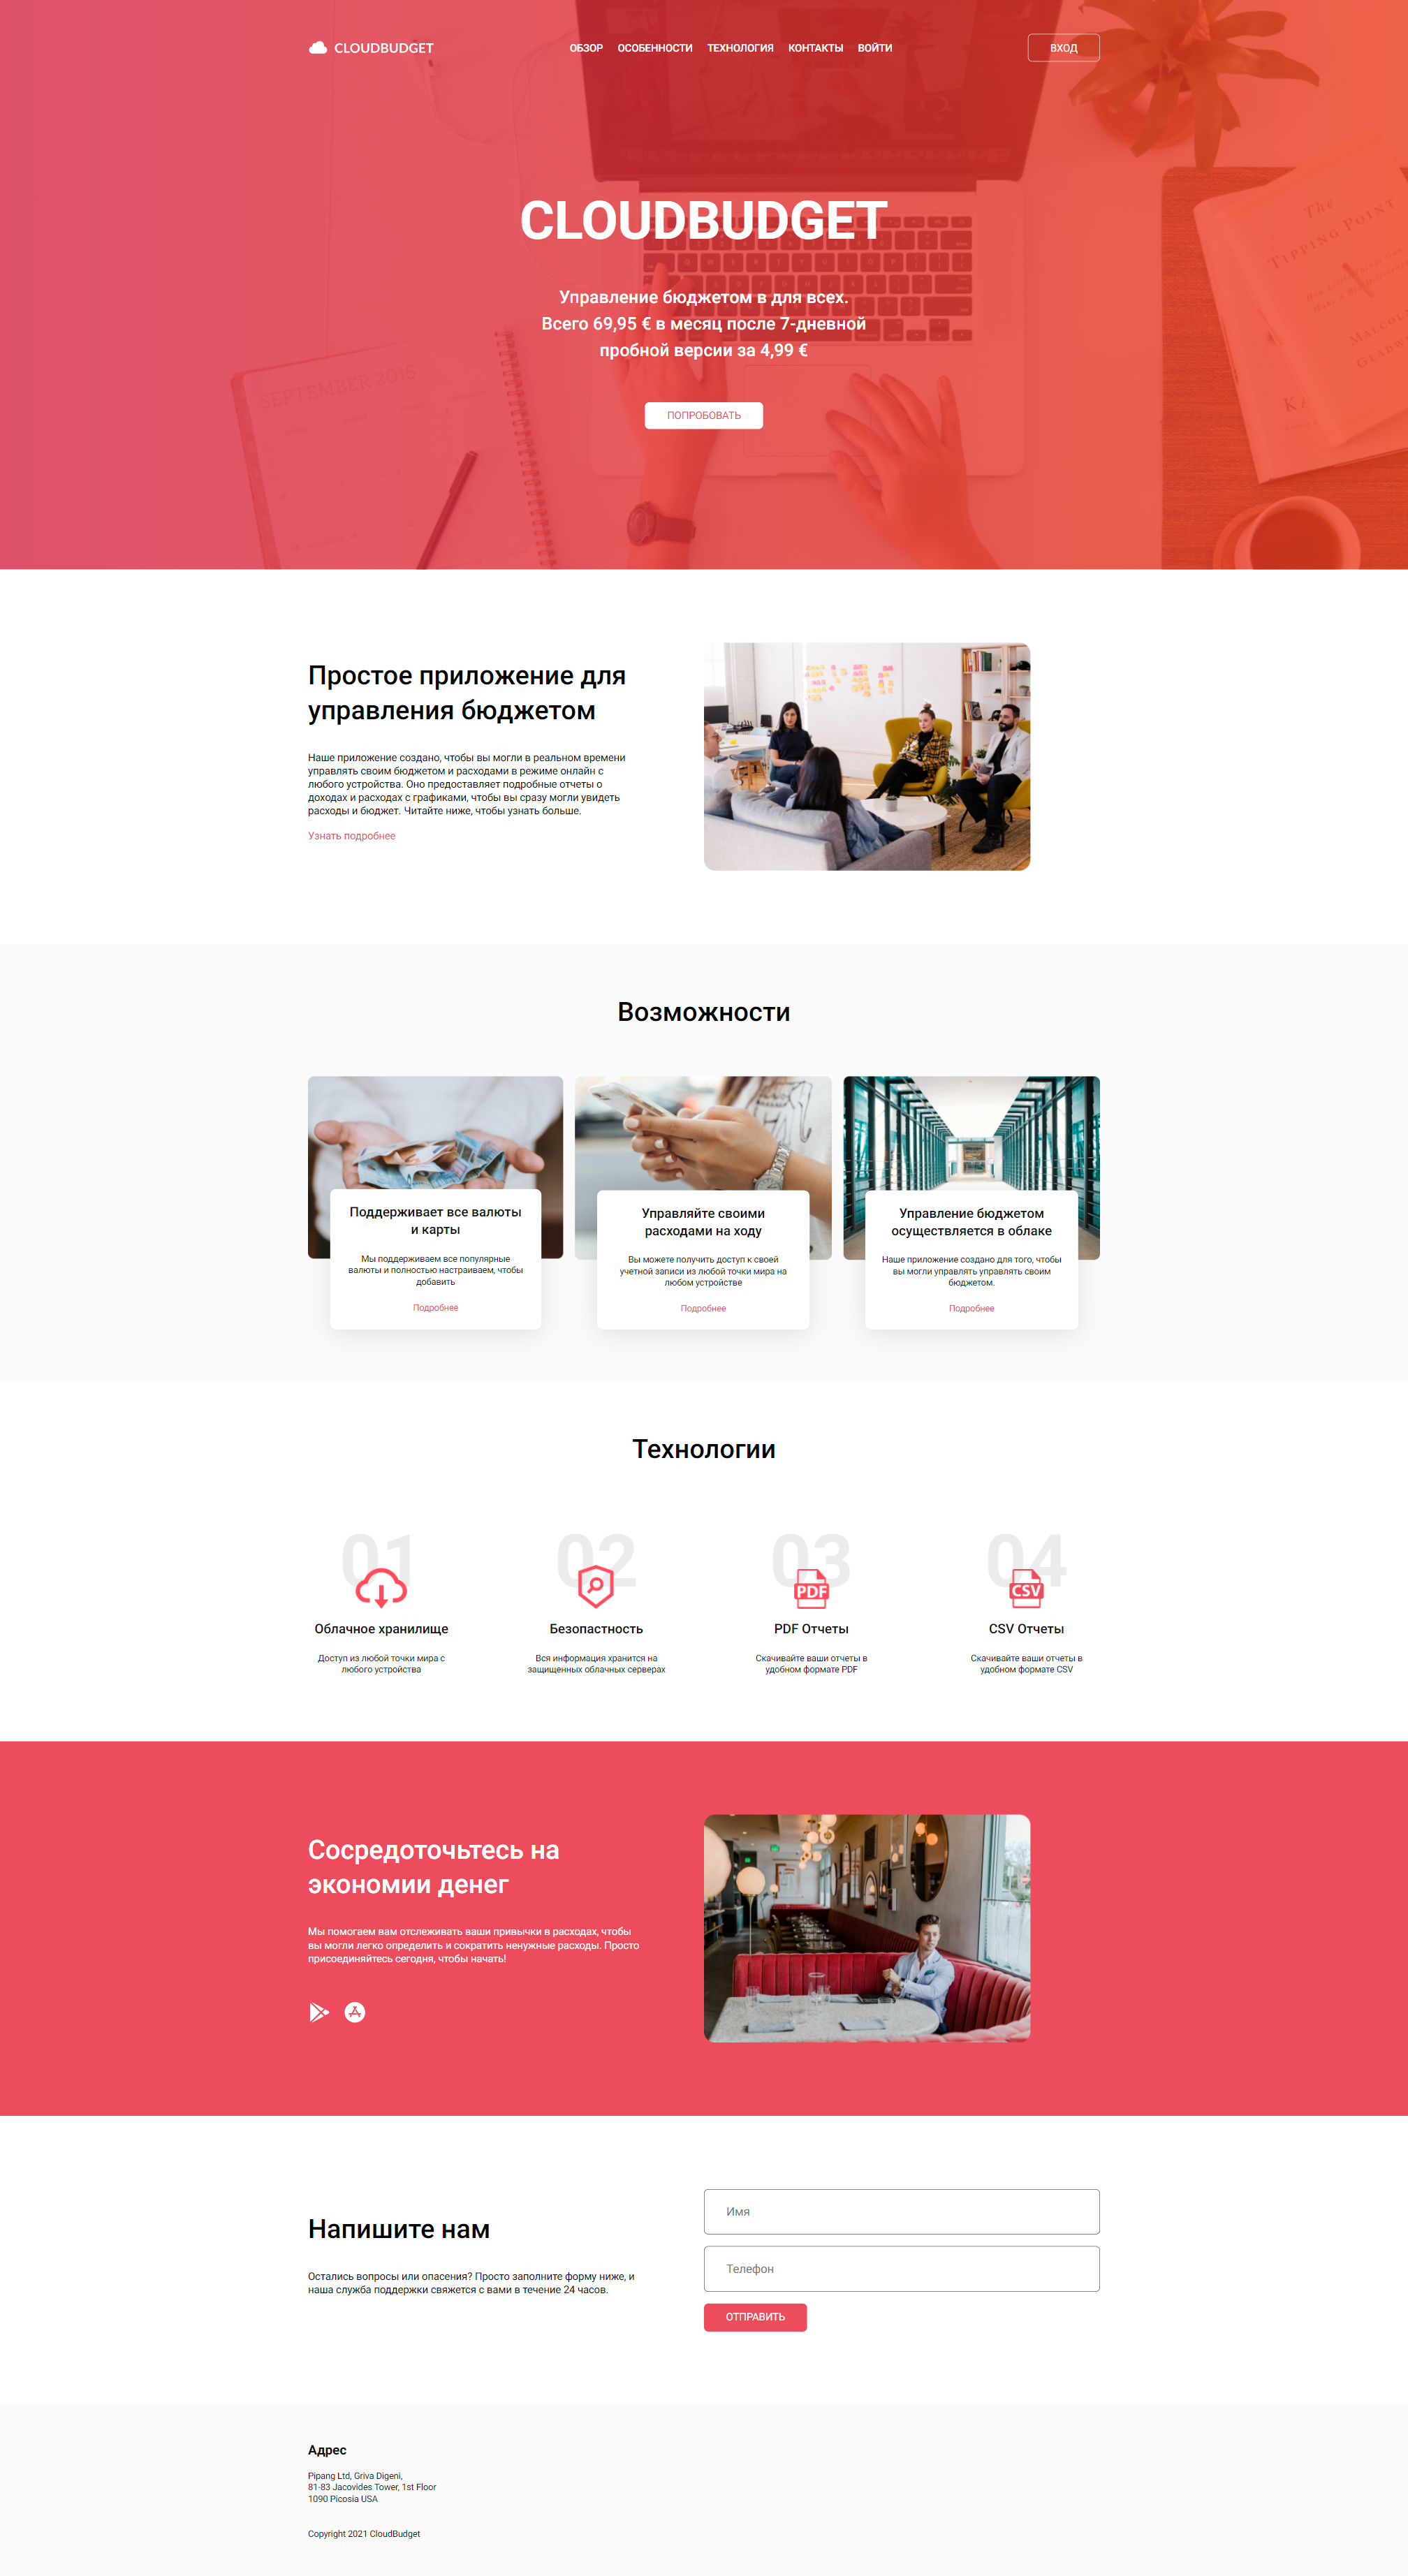 CLOUDBUDGET
ОБЗОР ОСОБЕННОСТИ ТЕХНОЛОГИЯ КОНТАКТЫ ВОЙТИ
ВХОД
The
TIPPING POINT
SEPTEMBER 2015
CLOUDBUDGET
Управление бюджетом в для всех.
Всего 69,95 € в месяц после 7-дневной
пробной версии за 4,99 €
ПОПРОБОВАТЬ
Простое приложение для
управления бюджетом
Наше приложение создано, чтобы вы могли в реальном времени
управлять своим бюджетом и расходами в режиме онлайн с
любого устройства. Оно предоставляет подробные отчеты о
доходах и расходах с графиками, чтобы вы сразу могли увидеть
расходы и бюджет. Читайте ниже, чтобы узнать больше.
Узнать подробнее
Возможности
Поддерживает все валюты
и карты
Мы поддерживаем все популярные
валюты и полностью настраиваем, чтобы
добавить
Подробнее
Управляйте своими
расходами на ходу
Вы можете получить доступ к своей
учетной записи из любой точки мира на
любом устройстве
Подробнее
Управление бюджетом
осуществляется в облаке
Наше приложение создано для того, чтобы
вы могли управлять управлять своим
бюджетом.
Подробнее
Технологии
01
Облачное хранилище
Доступ из любой точки мира с
любого устройства
02
Безопастность
Вся информация хранится на
защищенных облачных серверах
03
PDF
PDF Отчеты
Скачивайте ваши отчеты в
удобном формате PDF
04
CSV
CSV Отчеты
Скачивайте ваши отчеты в
удобном формате CSV
Сосредоточьтесь на
экономии денег
Мы помогаем вам отслеживать ваши привычки в расходах, чтобы
вы могли легко определить и сократить ненужные расходы. Просто
присоединяйтесь сегодня, чтобы начать!
Напишите нам
Остались вопросы или опасения? Просто заполните форму ниже, и
наша служба поддержки свяжется с вами в течение 24 часов.
Имя
Телефон
ОТПРАВИТЬ
Адрес
Pipang Ltd, Griva Digeni,
81-83 Jacovides Tower, 1st Floor
1090 Picosia USA
Copyright 2021 CloudBudget